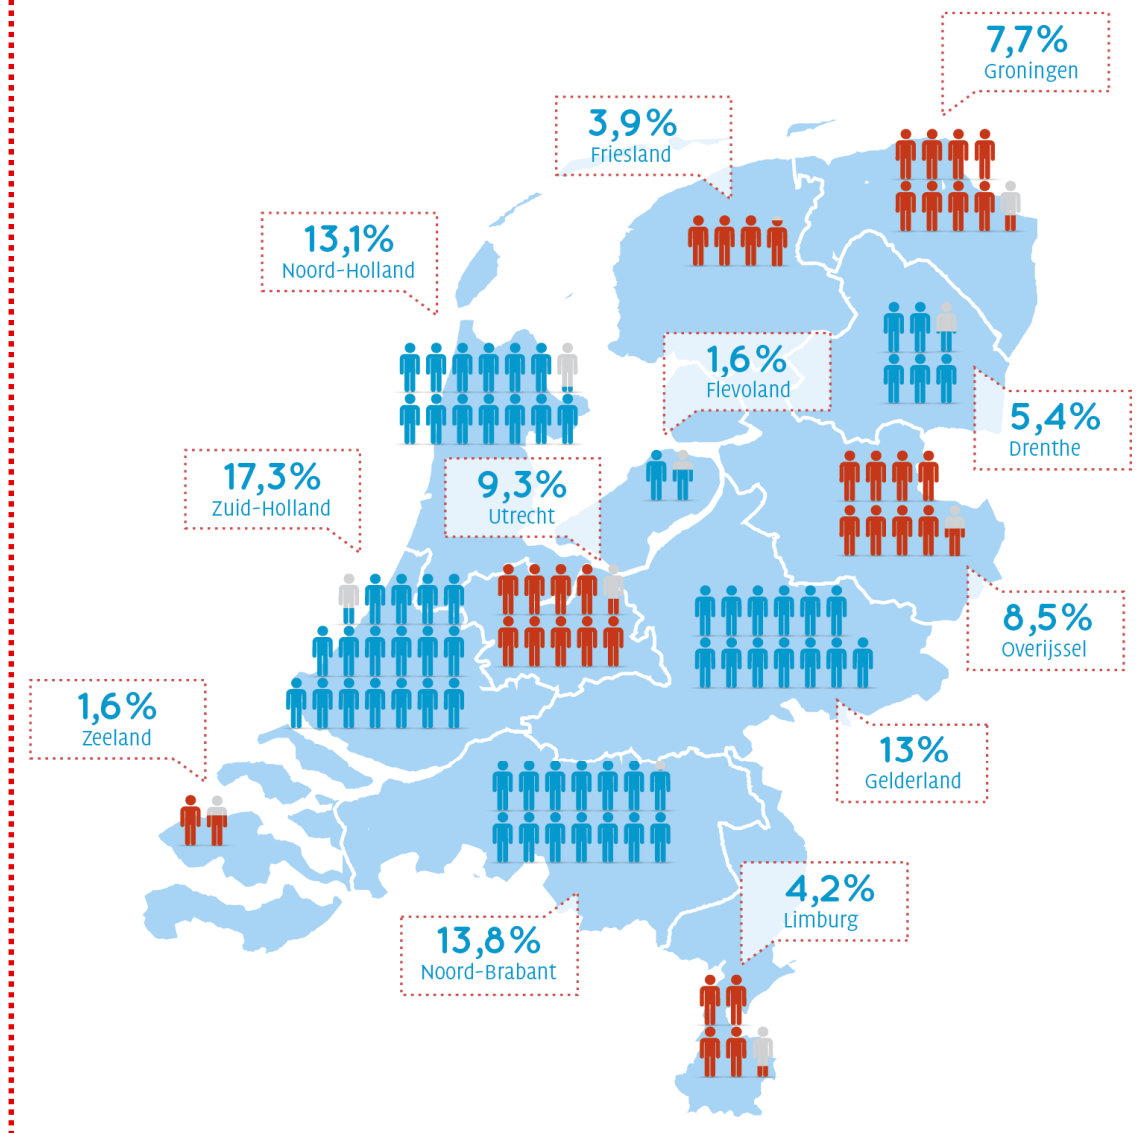 7,7%
Groningen
3,9%
Friesland
13,1%
Noord-Holland
1,6%
Flevoland
5,4%
Drenthe
17,3%
Zuid-Holland
9,3%
Utrecht
8,5%
Overijssel
1,6%
Zeeland
13%
Gelderland
4,2%
Limburg
13,8%
Noord-Brabant